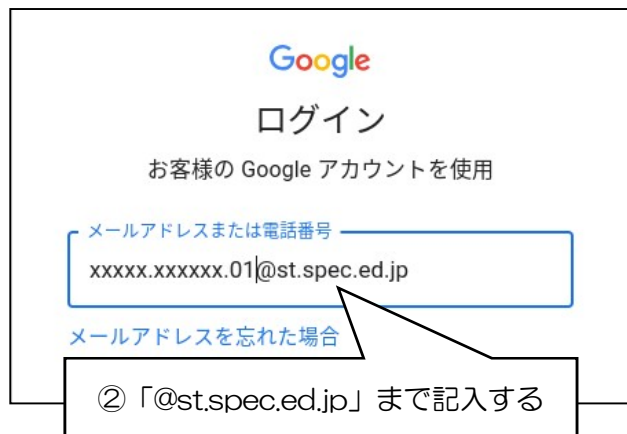 Google
ログイン
お客様の Google アカウントを使用
メールアドレスまたは電話番号
xxxxx.xxxxxx.01@st.spec.ed.jp
メールアドレスを忘れた場合
②「@st.spec.ed.jp」まで記入する